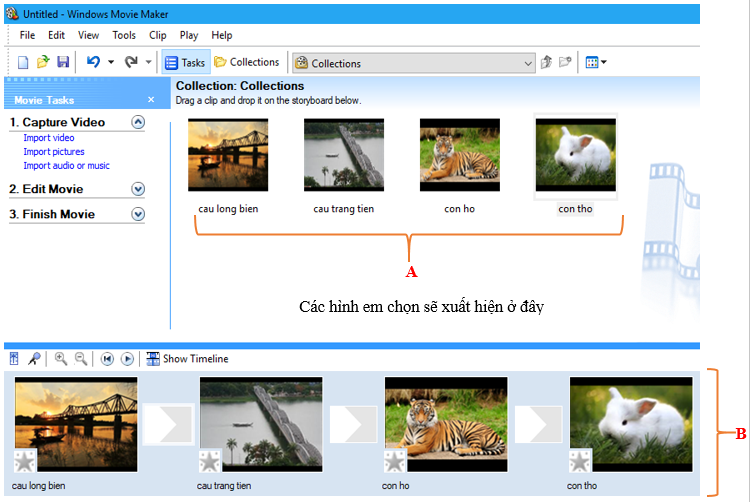 Untitled - Windows Movie Maker
File Edit View Tools Clip Play Help
Tasks Collections Collections
Movie Tasks ×
Collection: Collections
Drag a clip and drop it on the storyboard below.
1. Capture Video
Import video
Import pictures
Import audio or music
2. Edit Movie
3. Finish Movie
cau long bien cau trang tien con ho con tho
A
Các hình em chọn sẽ xuất hiện ở đây
Show Timeline
B
cau long bien cau trang tien con ho con tho